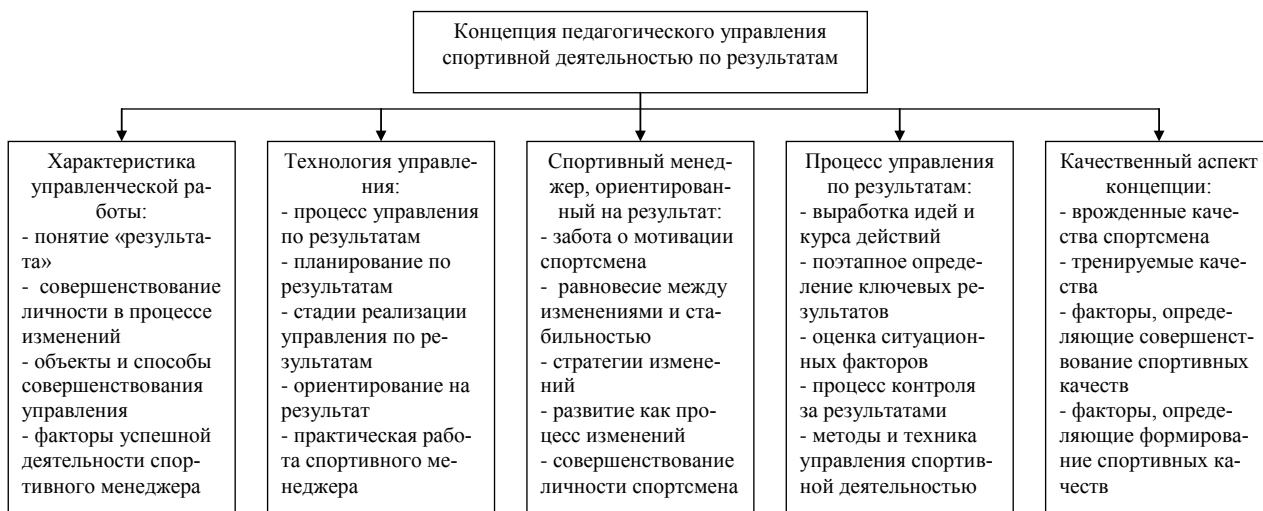 Концепция педагогического управления
спортивной деятельностью по результатам
Характеристика
управленческой ра-
боты:
- понятие «результа-
та»
- совершенствование
личности в процессе
изменений
- объекты и способы
совершенствования
управления
- факторы успешной
деятельности спор-
тивного менеджера
Технология управле-
ния:
- процесс управления
по результатам
- планирование по
результатам
- стадии реализации
управления по ре-
зультатам
- ориентирование на
результат
- практическая рабо-
та спортивного ме-
неджера
Спортивный менед-
жер, ориентирован-
ный на результат:
- забота о мотивации
спортсмена
- равновесие между
изменениями и ста-
бильностью
- стратегии измене-
ний
- развитие как про-
цесс изменений
- совершенствование
личности спортсмена
Процесс управления
по результатам:
- выработка идей и
курса действий
- поэтапное опреде-
ление ключевых ре-
зультатов
- оценка ситуацион-
ных факторов
- процесс контроля
за результатами
- методы и техника
управления спортив-
ной деятельностью
Качественный аспект
концепции:
- врожденные каче-
ства спортсмена
- тренируемые каче-
ства
- факторы, опреде-
ляющие совершенст-
вование спортивных
качеств
- факторы, опреде-
ляющие формирова-
ние спортивных ка-
честв